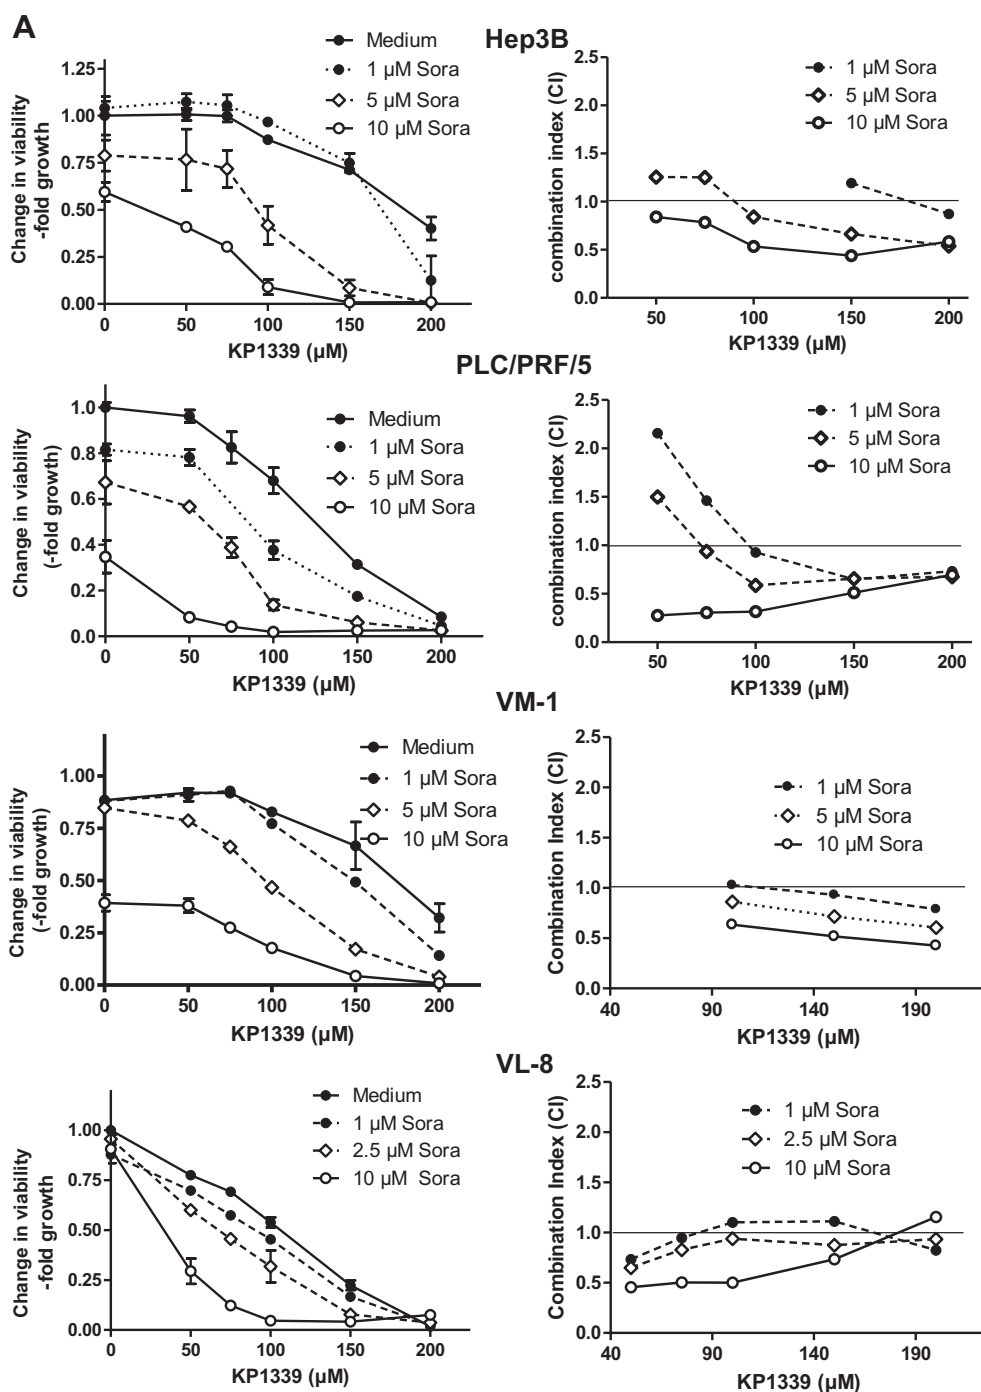 A
Hep3B
Medium
1 µM Sora
5 µM Sora
10 µM Sora
Change in viability
-fold growth
1.25
1.00
0.75
0.50
0.25
0.00
0 50 100 150 200
KP1339 (µM)
1 µM Sora
5 µM Sora
10 µM Sora
combination index (CI)
2.5
2.0
1.5
1.0
0.5
0.0
50 100 150 200
KP1339 (µM)
PLC/PRF/5
Medium
1 µM Sora
5 µM Sora
10 µM Sora
Change in viability
(-fold growth)
1.0
0.8
0.6
0.4
0.2
0.0
0 50 100 150 200
KP1339 (µM)
1 µM Sora
5 µM Sora
10 µM Sora
combination index (CI)
2.5
2.0
1.5
1.0
0.5
0.0
50 100 150 200
KP1339 (µM)
VM-1
Medium
1 µM Sora
5 µM Sora
10 µM Sora
Change in viability
(-fold growth)
1.00
0.75
0.50
0.25
0.00
0 50 100 150 200
KP1339 (µM)
1 µM Sora
5 µM Sora
10 µM Sora
Combination Index (CI)
2.5
2.0
1.5
1.0
0.5
0.0
40 90 140 190
KP1339 (µM)
VL-8
Medium
1 µM Sora
2.5 µM Sora
10 µM Sora
Change in viability
-fold growth
1.00
0.75
0.50
0.25
0.00
0 50 100 150 200
KP1339 (µM)
1 µM Sora
2.5 µM Sora
10 µM Sora
Combination Index (CI)
2.5
2.0
1.5
1.0
0.5
0.0
40 90 140 190
KP1339 (µM)